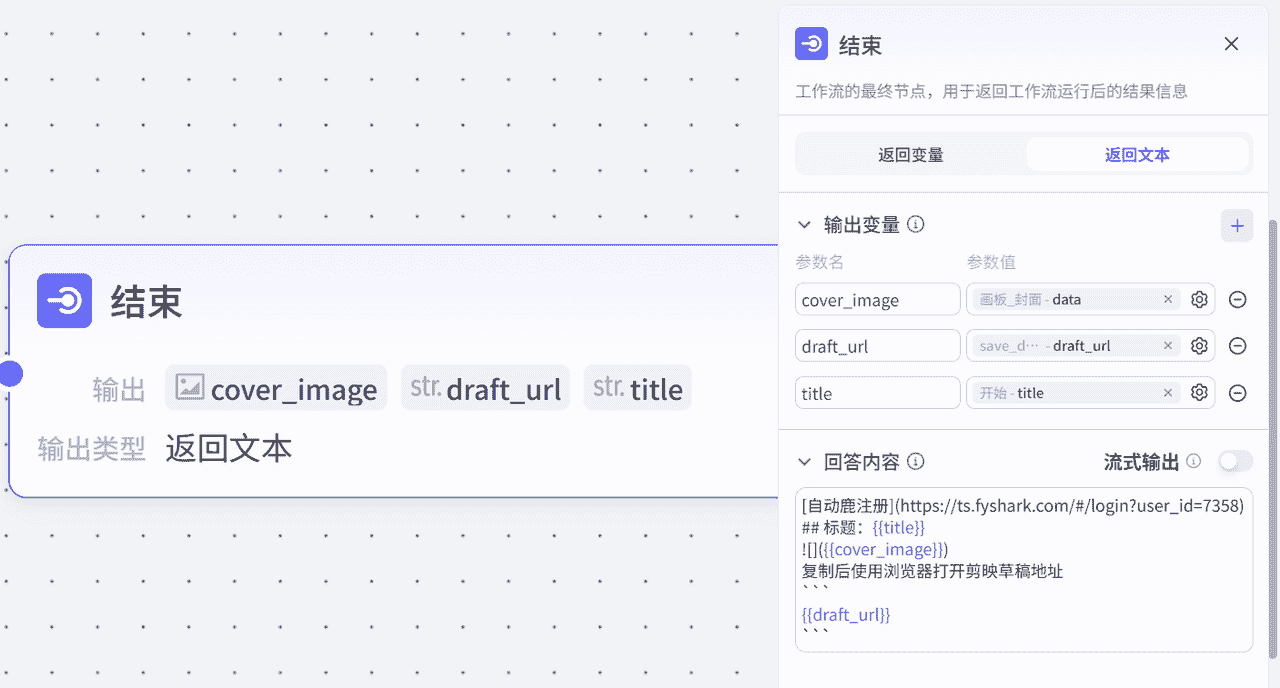 结束
输出 cover_image str. draft_url str. title
输出类型 返回文本
结束
工作流的最终节点，用于返回工作流运行后的结果信息
返回变量 返回文本
输出变量
参数名 参数值
cover_image 画板_封面 - data
draft_url save_d··· - draft_url
title 开始 - title
回答内容 流式输出
[自动鹿注册](https://ts.fyshark.com/#/login?user_id=7358)
## 标题：{{title}}
![]({{cover_image}})
复制后使用浏览器打开剪映草稿地址
```
{{draft_url}}
```